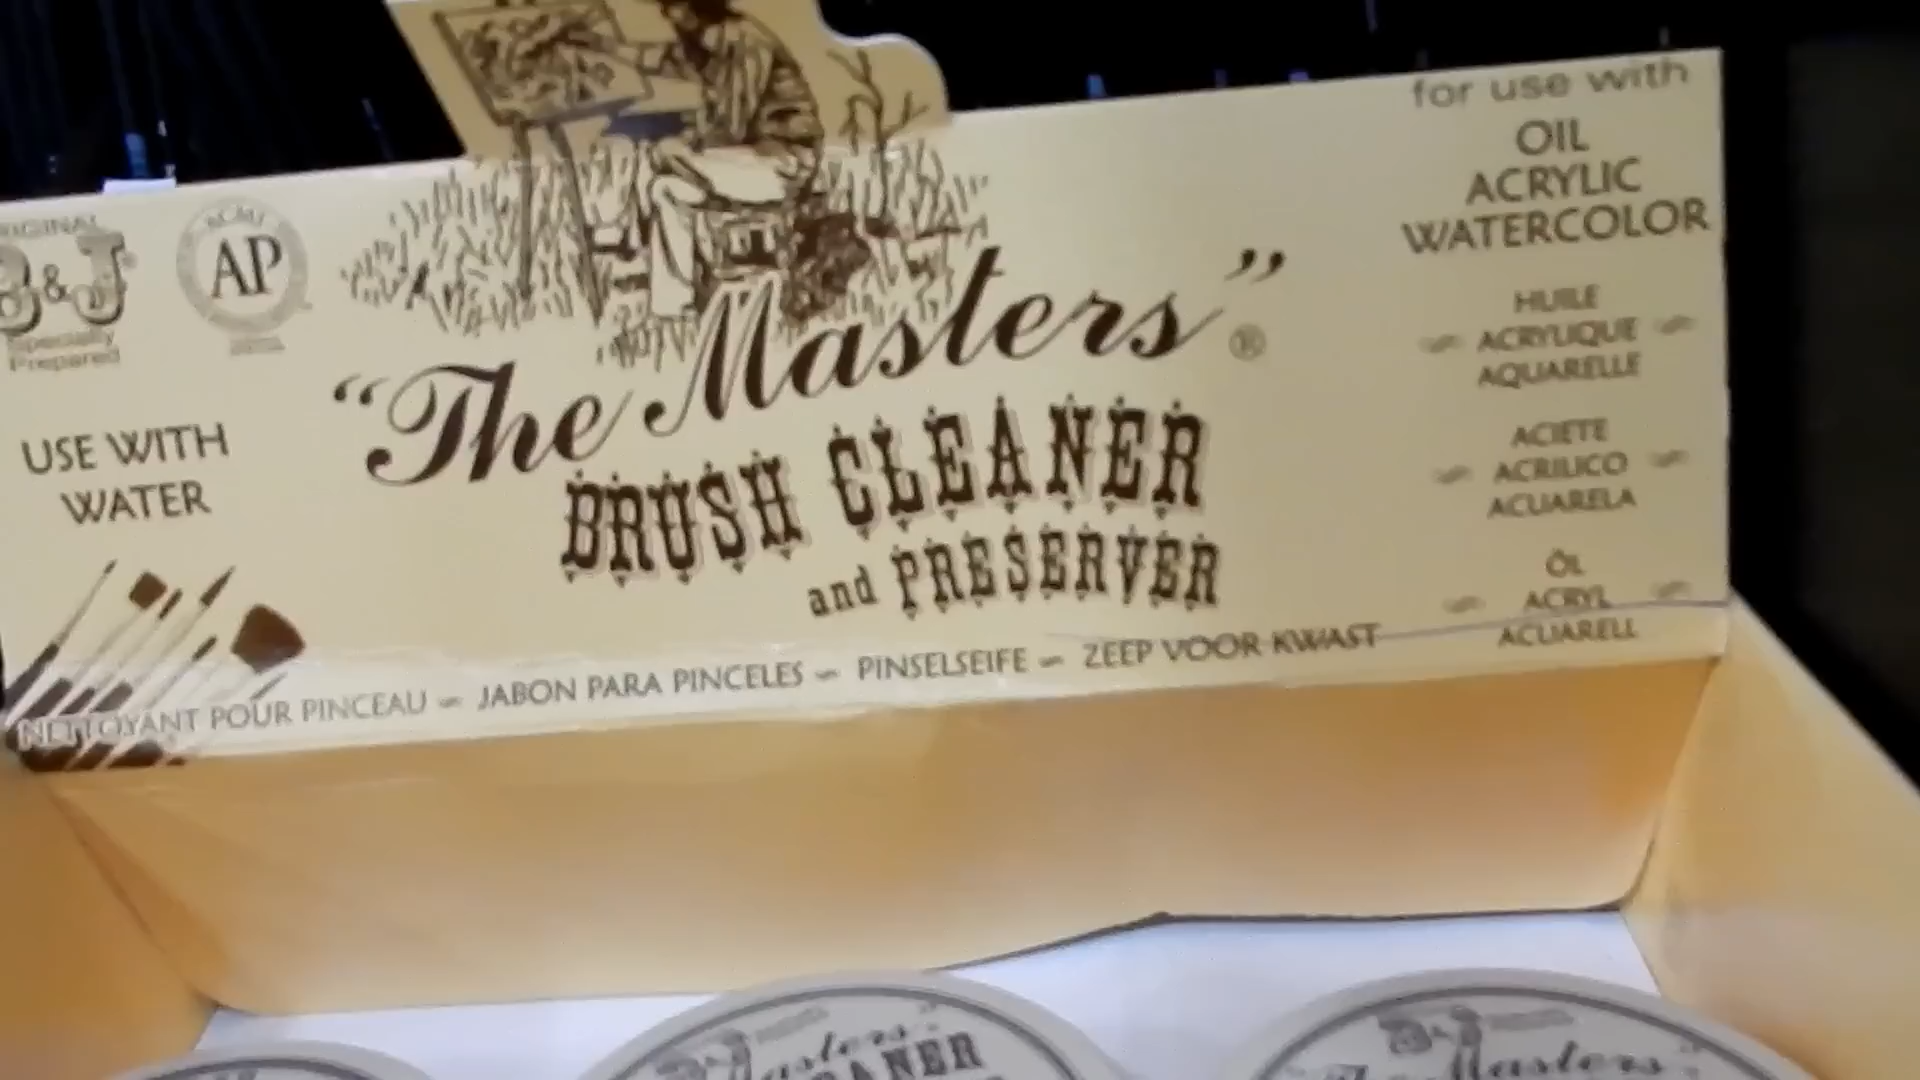 B&J
Specially
Prepared
ACMI
AP
USE WITH
WATER
“The Masters”®
BRUSH CLEANER
and PRESERVER
NETTOYANT POUR PINCEAU ~ JABON PARA PINCELES ~ PINSELSEIFE ~ ZEEP VOOR KWAST
for use with
OIL
ACRYLIC
WATERCOLOR
HUILE
~ ACRYLIQUE ~
AQUARELLE
ACIETE
~ ACRILICO ~
ACUARELA
ÖL
~ ACRYL ~
ACUARELL
Masters
CLEANER
B&J
"The Masters"